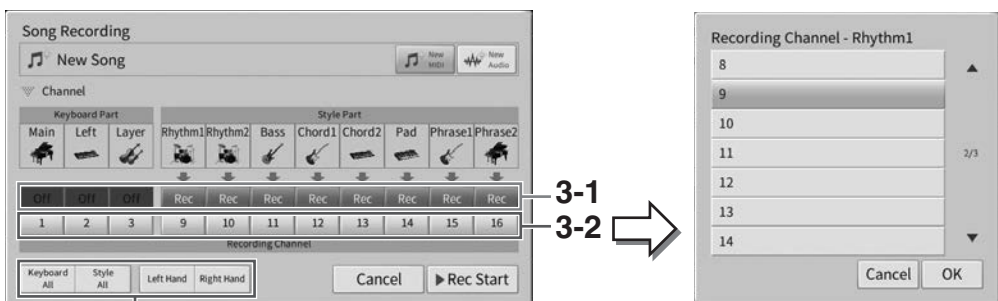 Song Recording
New Song
New MIDI
New Audio
Channel
Keyboard Part
Style Part
Main Left Layer Rhythm1 Rhythm2 Bass Chord1 Chord2 Pad Phrase1 Phrase2
Off Off Off Rec Rec Rec Rec Rec Rec Rec Rec
3-1
1 2 3 9 10 11 12 13 14 15 16
3-2
Recording Channel
Keyboard All
Style All
Left Hand
Right Hand
Cancel
Rec Start
Recording Channel - Rhythm1
8
9
10
11
2/3
12
13
14
Cancel
OK